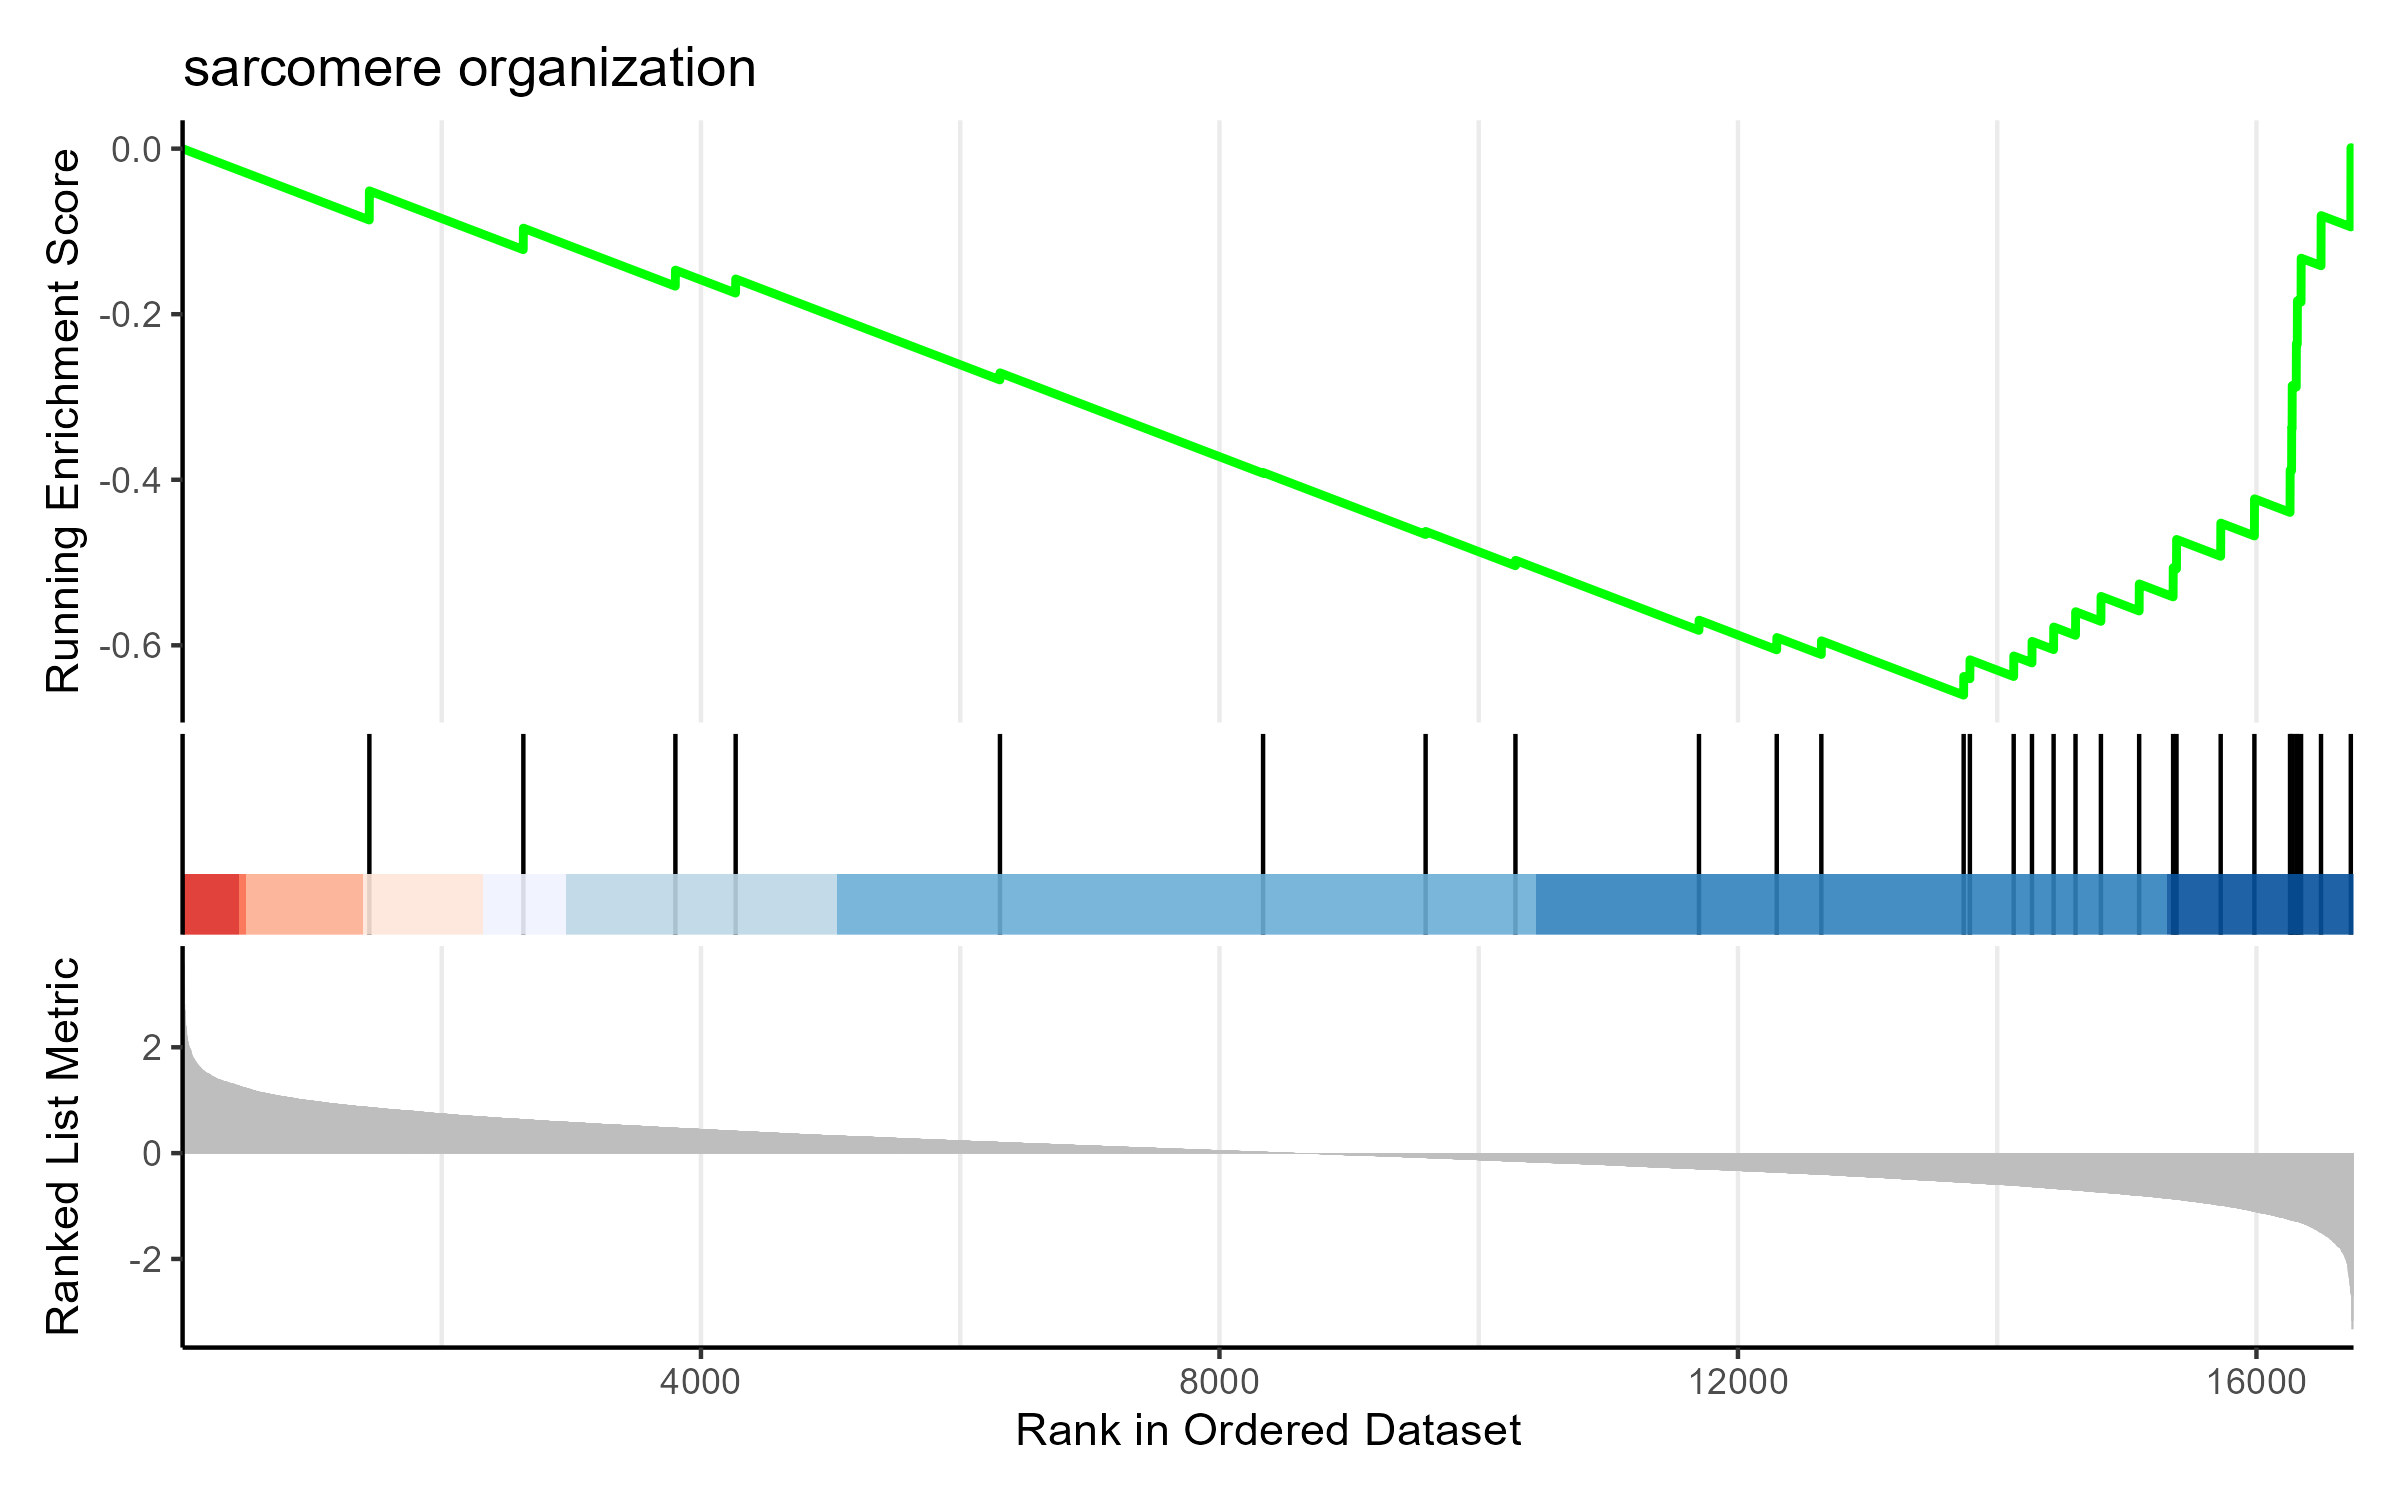 sarcomere organization
Running Enrichment Score
0.0
-0.2
-0.4
-0.6
Ranked List Metric
2
0
-2
4000 8000 12000 16000
Rank in Ordered Dataset